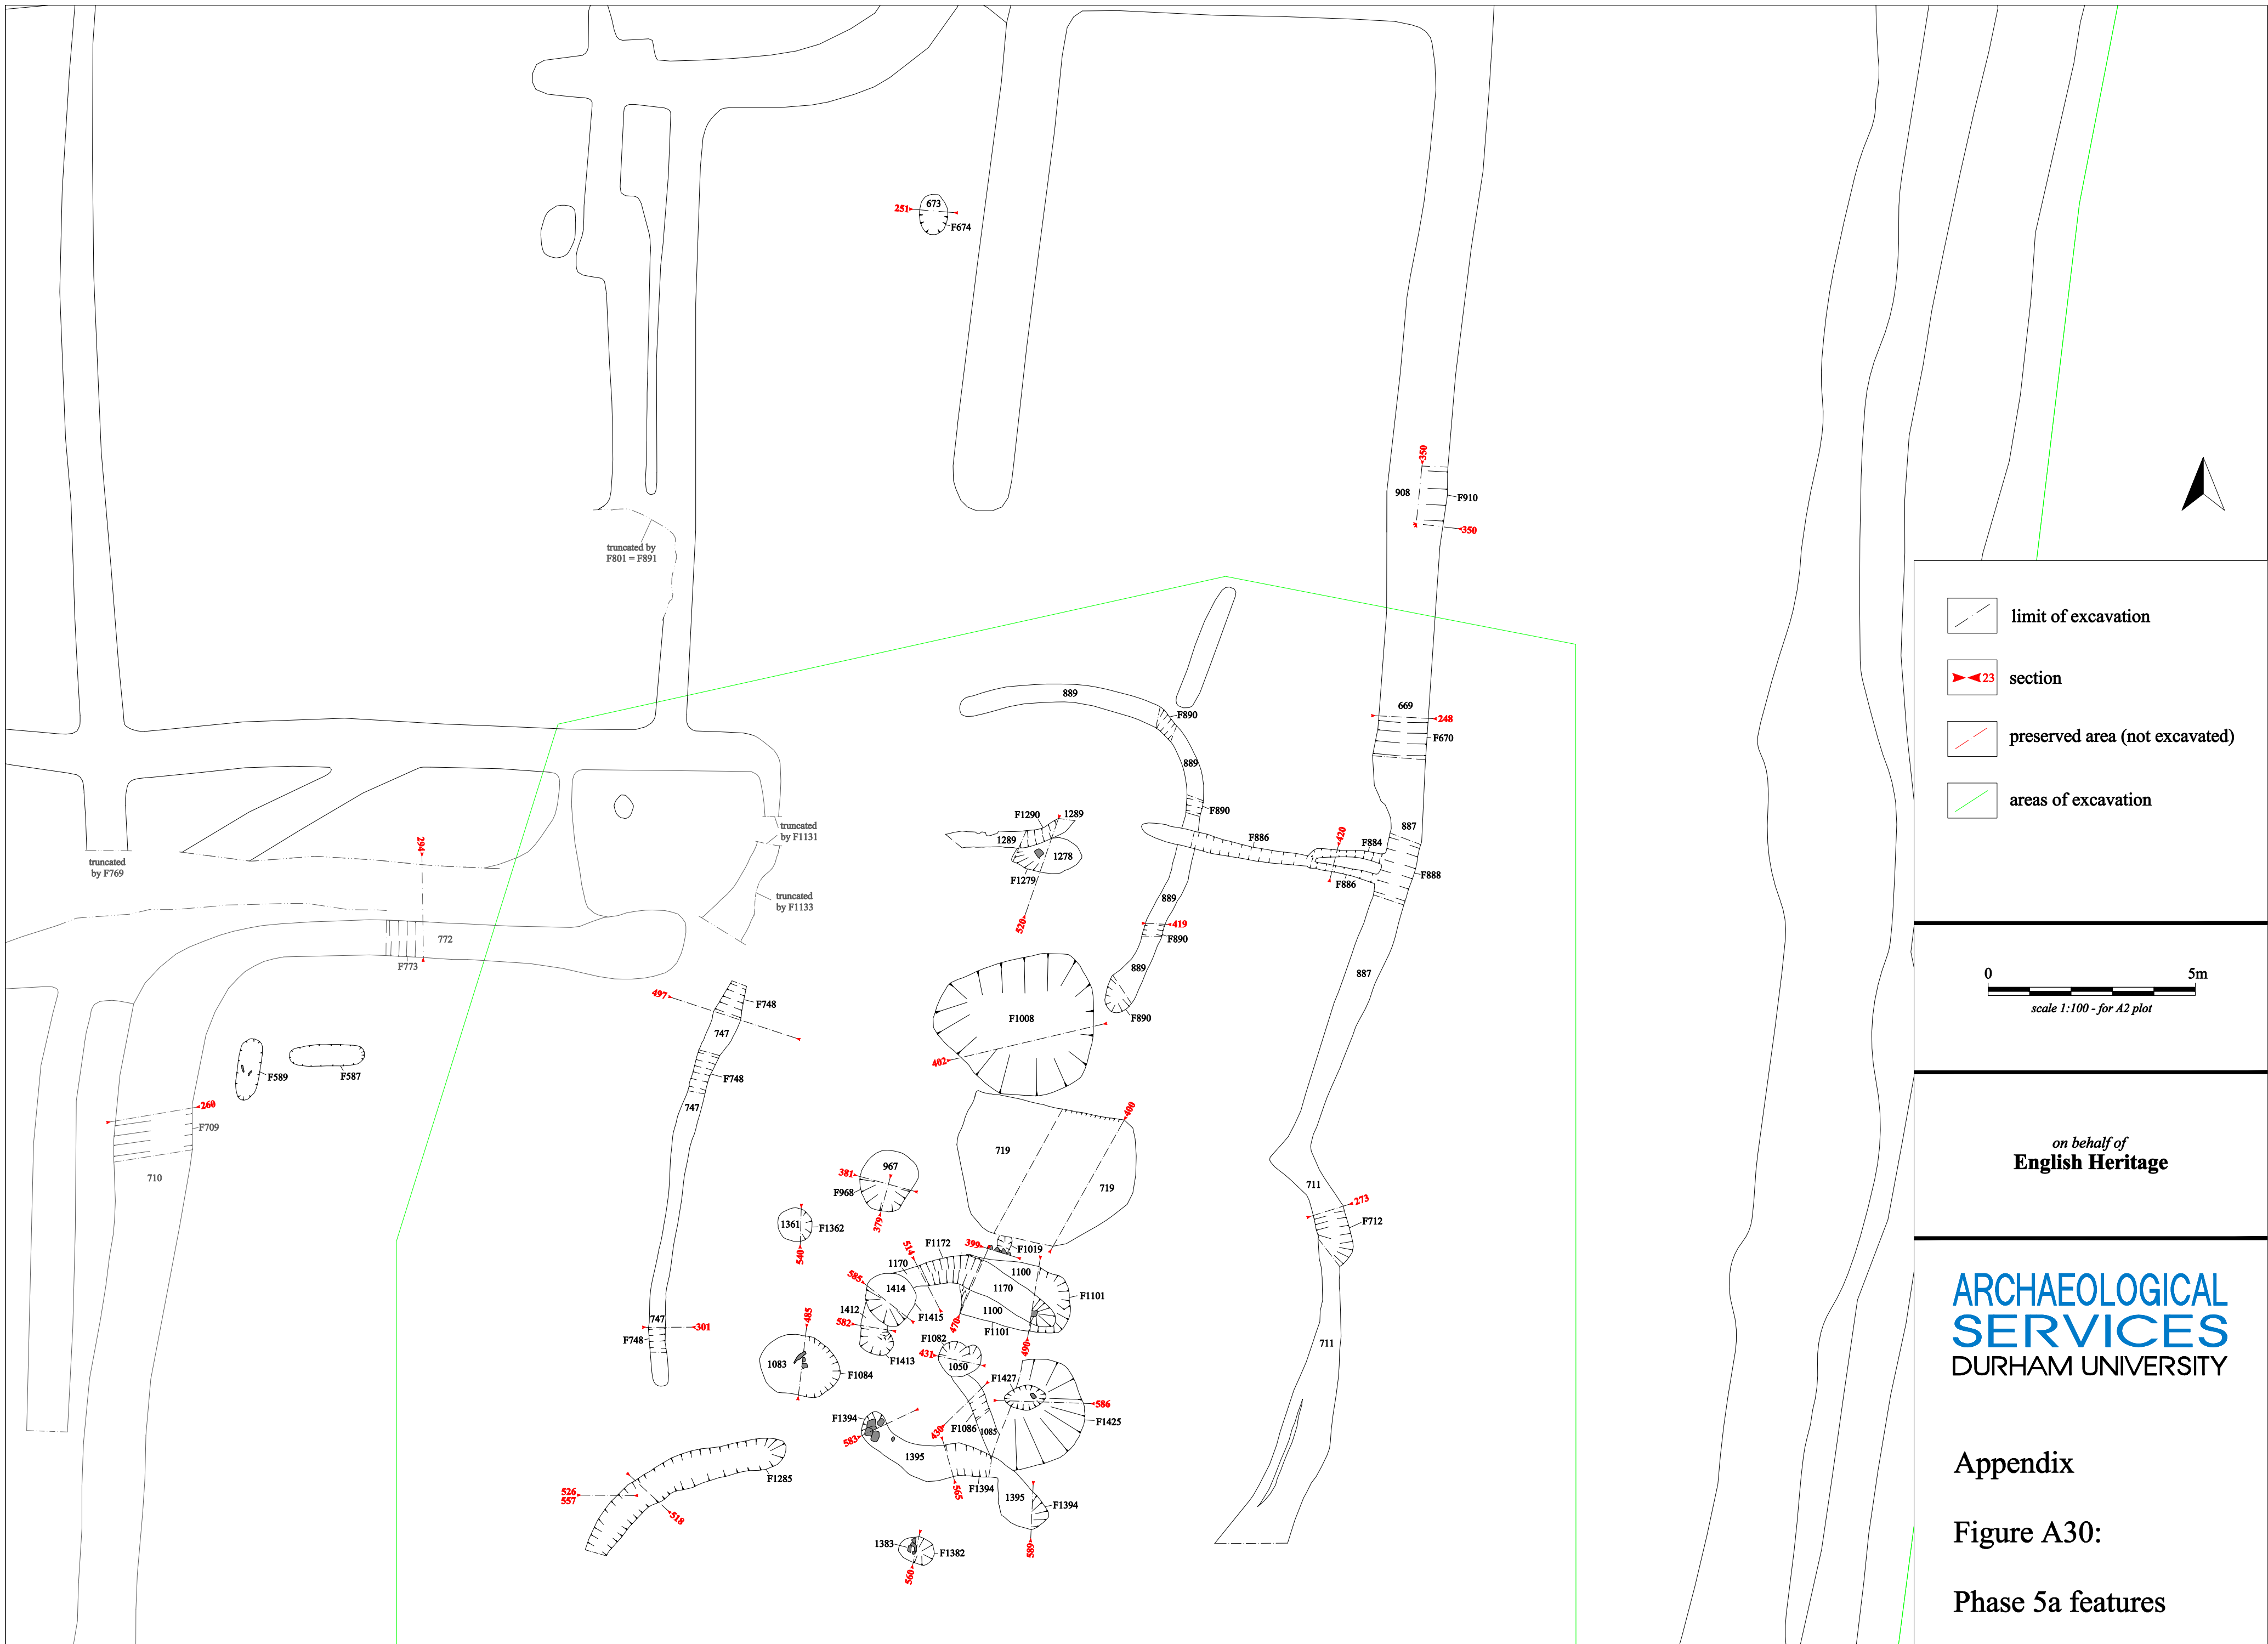 673
251
F674
350
908
F910
350
truncated by
F801 = F891
889
F890
669
248
F670
889
F890
F1290
1289
1289
1278
F1279
520
F886
420
F884
887
F888
F886
truncated
by F1131
truncated
by F769
294
truncated
by F1133
889
419
F890
772
F773
889
F890
887
497
F748
747
F748
747
F1008
402
F589
F587
260
F709
710
400
719
719
967
381
F968
379
1361
F1362
540
711
273
F712
399
F1019
514
F1172
1170
1100
1170
1100
F1101
F1101
585
1414
F1415
1412
582
F1413
470
490
747
301
F748
485
1083
F1084
F1082
431
1050
F1427
586
F1425
430
F1086
1085
711
F1394
583
1395
565
F1394
1395
F1394
589
F1285
526
557
518
1383
F1382
560
limit of excavation
23
section
preserved area (not excavated)
areas of excavation
0
5m
scale 1:100 - for A2 plot
on behalf of
English Heritage
ARCHAEOLOGICAL
SERVICES
DURHAM UNIVERSITY
Appendix
Figure A30:
Phase 5a features